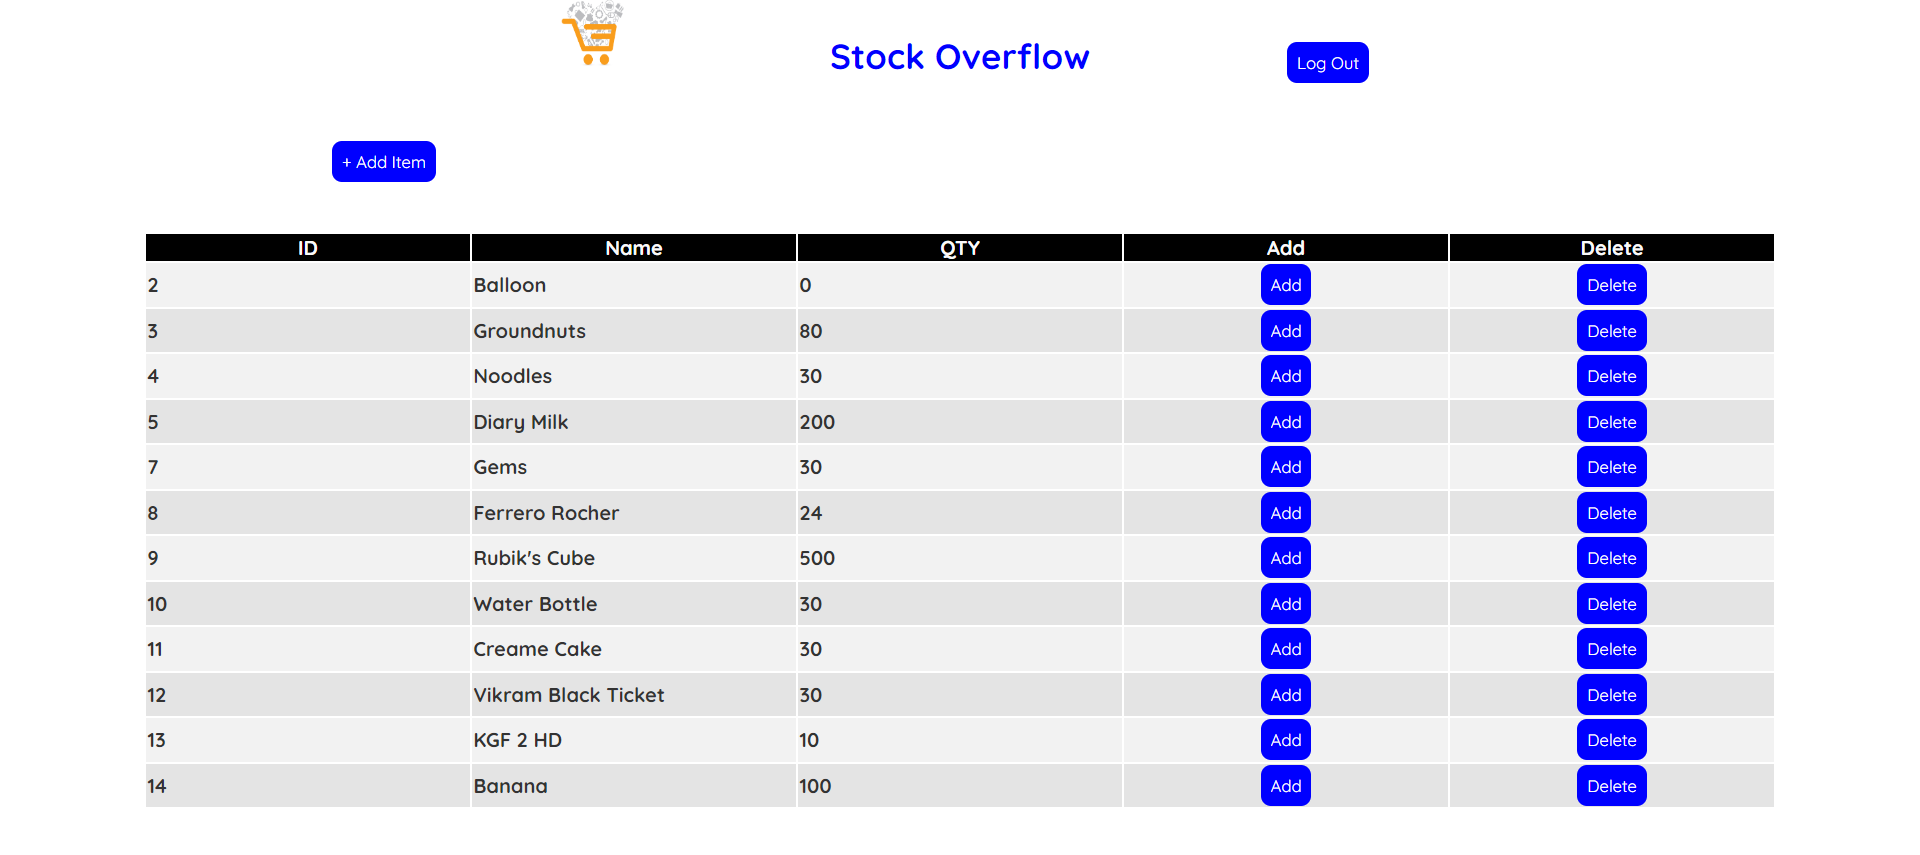 Stock Overflow
Log Out
+ Add Item
ID Name QTY Add Delete
2 Balloon 0 Add Delete
3 Groundnuts 80 Add Delete
4 Noodles 30 Add Delete
5 Diary Milk 200 Add Delete
7 Gems 30 Add Delete
8 Ferrero Rocher 24 Add Delete
9 Rubik's Cube 500 Add Delete
10 Water Bottle 30 Add Delete
11 Creame Cake 30 Add Delete
12 Vikram Black Ticket 30 Add Delete
13 KGF 2 HD 10 Add Delete
14 Banana 100 Add Delete